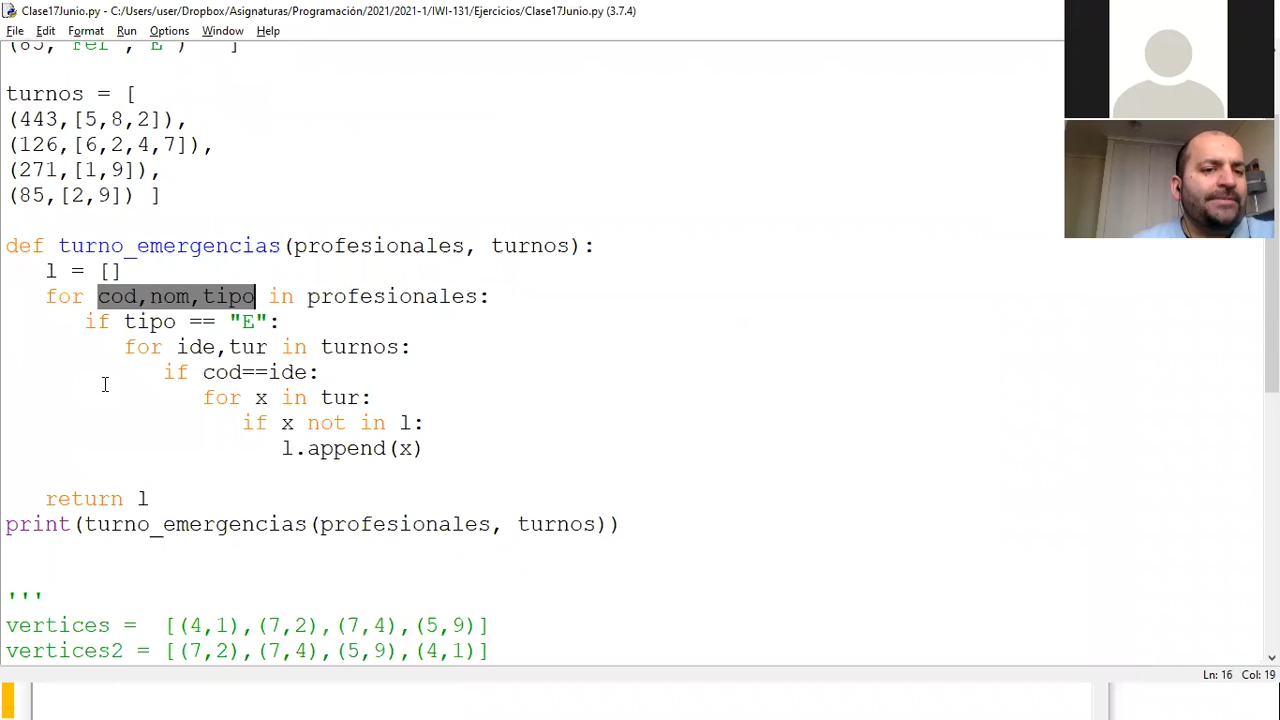 Clase17Junio.py - C:/Users/user/Dropbox/Asignaturas/Programación/2021/2021-1/IWI-131/Ejercicios/Clase17Junio.py (3.7.4)
File Edit Format Run Options Window Help
(85, "Fel", "E") ]
turnos = [
(443,[5,8,2]),
(126,[6,2,4,7]),
(271,[1,9]),
(85,[2,9]) ]
def turno_emergencias(profesionales, turnos):
l = []
for cod,nom,tipo in profesionales:
if tipo == "E":
for ide,tur in turnos:
if cod==ide:
for x in tur:
if x not in l:
l.append(x)
return l
print(turno_emergencias(profesionales, turnos))
'''
vertices = [(4,1),(7,2),(7,4),(5,9)]
vertices2 = [(7,2),(7,4),(5,9),(4,1)]
Ln: 16 Col: 19